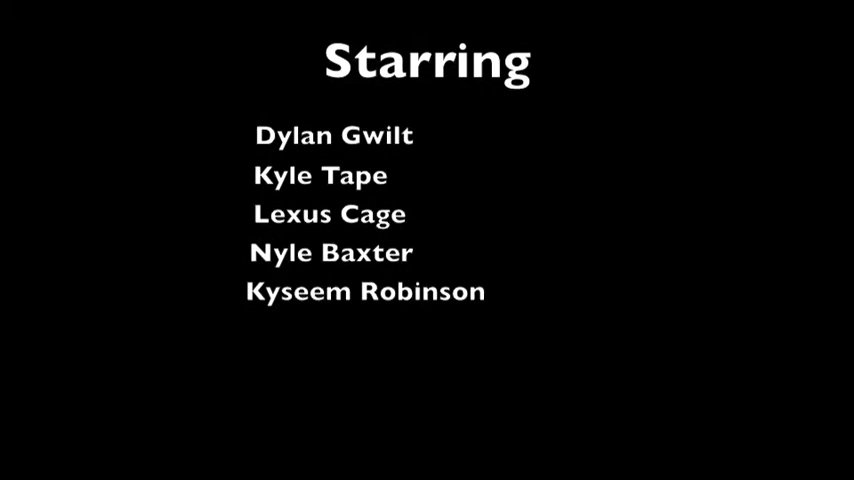 Starring
Dylan Gwilt
Kyle Tape
Lexus Cage
Nyle Baxter
Kyseem Robinson